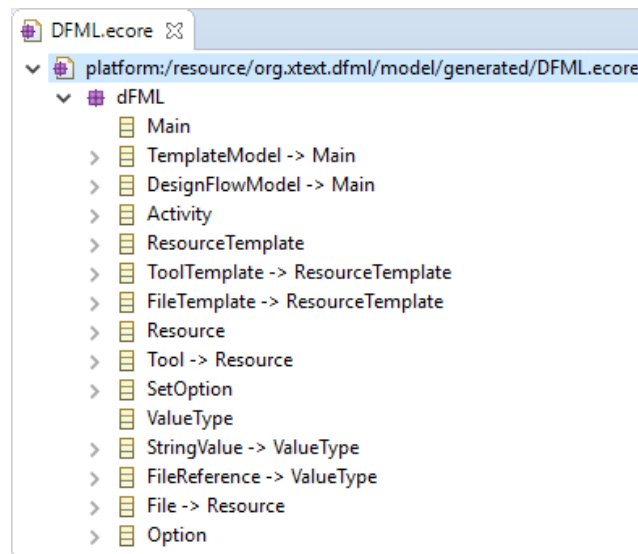 DFML.ecore
platform:/resource/org.xtext.dfml/model/generated/DFML.ecore
dFML
Main
TemplateModel -> Main
DesignFlowModel -> Main
Activity
ResourceTemplate
ToolTemplate -> ResourceTemplate
FileTemplate -> ResourceTemplate
Resource
Tool -> Resource
SetOption
ValueType
StringValue -> ValueType
FileReference -> ValueType
File -> Resource
Option